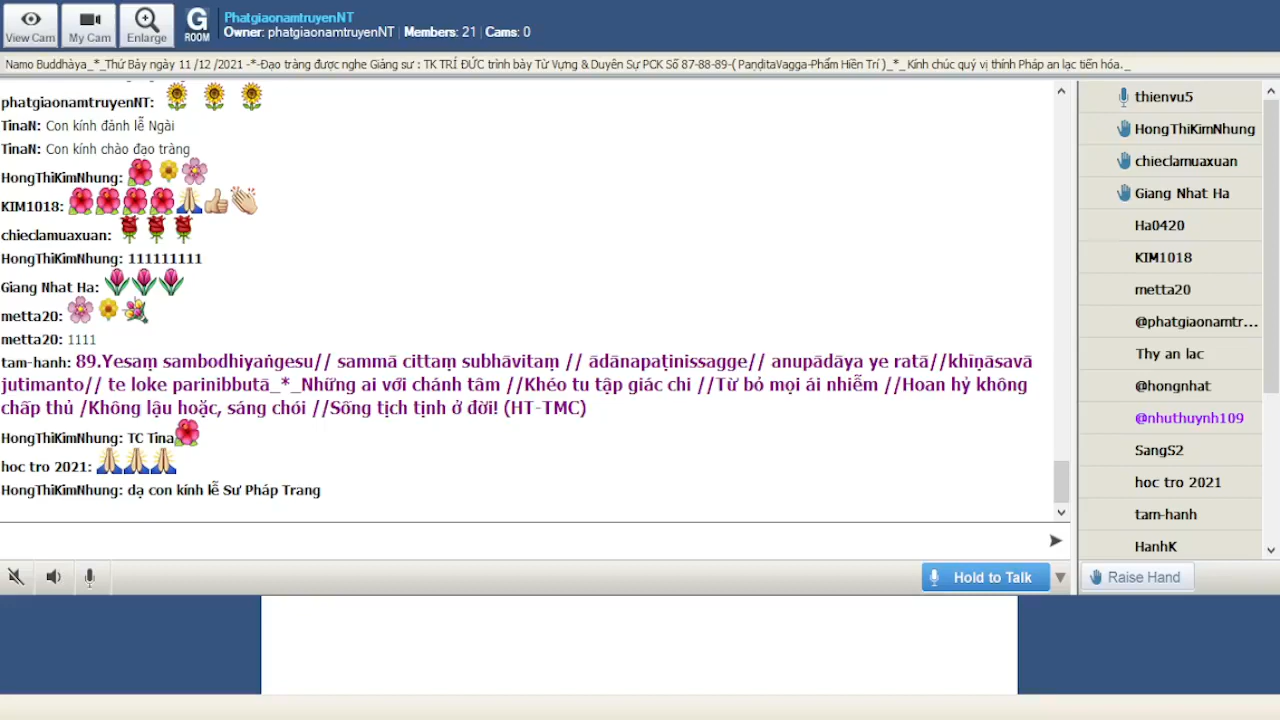 View Cam
My Cam
Enlarge
G
ROOM
PhatgiaonamtruyenNT
Owner: phatgiaonamtruyenNT | Members: 21 | Cams: 0
Namo Buddhàya_*_Thứ Bảy ngày 11 /12 /2021 -*-Đạo tràng được nghe Giảng sư : TK TRÍ ĐỨC trình bày Từ Vựng & Duyên Sự PCK Số 87-88-89-( PaṇḍitaVagga-Phẩm Hiền Trí )_*_ Kính chúc quý vị thính Pháp an lạc tiến hóa._
phatgiaonamtruyenNT:
TinaN: Con kính đảnh lễ Ngài
TinaN: Con kính chào đạo tràng
HongThiKimNhung:
KIM1018:
chieclamuaxuan:
HongThiKimNhung: 111111111
Giang Nhat Ha:
metta20:
metta20: 1111
tam-hanh: 89.Yesaṃ sambodhiyaṅgesu// sammā cittaṃ subhāvitaṃ // ādānapaṭinissagge// anupādāya ye ratā//khīṇāsavā
jutimanto// te loke parinibbutā_*_Những ai với chánh tâm //Khéo tu tập giác chi //Từ bỏ mọi ái nhiễm //Hoan hỷ không
chấp thủ /Không lậu hoặc, sáng chói //Sống tịch tịnh ở đời! (HT-TMC)
HongThiKimNhung: TC Tina
hoc tro 2021:
HongThiKimNhung: dạ con kính lễ Sư Pháp Trang
Hold to Talk
thienvu5
HongThiKimNhung
chieclamuaxuan
Giang Nhat Ha
Ha0420
KIM1018
metta20
@phatgiaonamtr...
Thy an lac
@hongnhat
@nhuthuynh109
SangS2
hoc tro 2021
tam-hanh
HanhK
Raise Hand